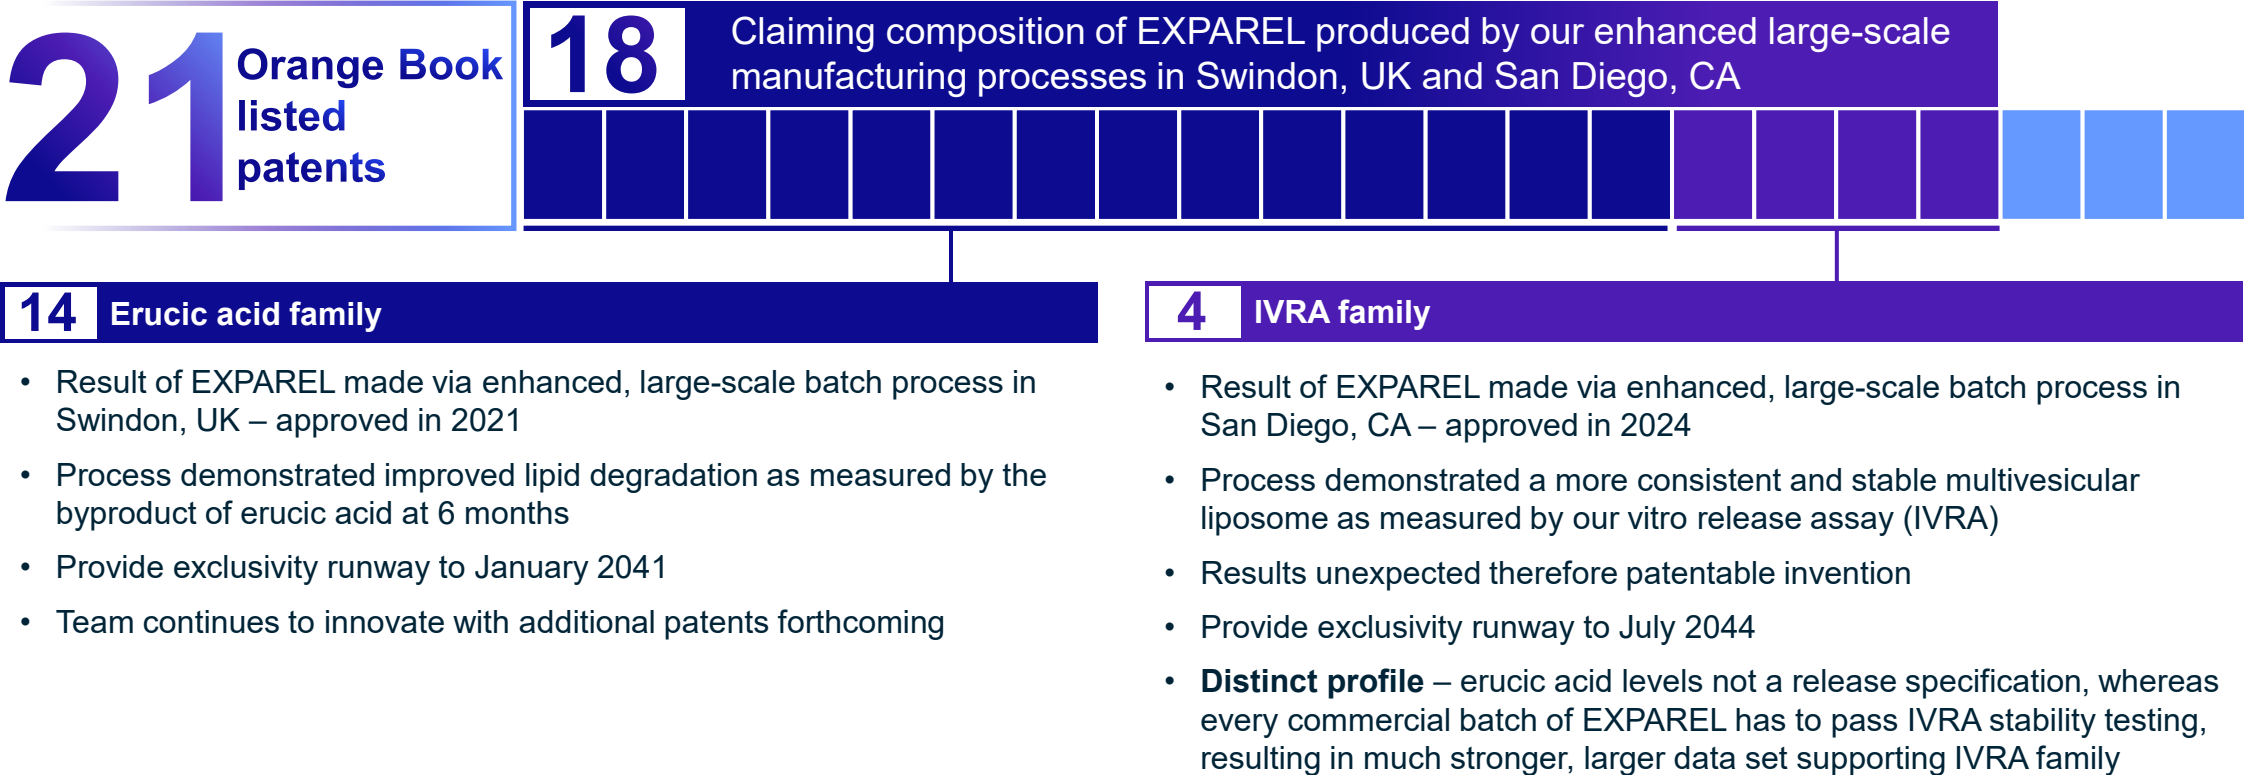 21
Orange Book
listed
patents
18
Claiming composition of EXPAREL produced by our enhanced large-scale
manufacturing processes in Swindon, UK and San Diego, CA
14
Erucic acid family
• Result of EXPAREL made via enhanced, large-scale batch process in
Swindon, UK – approved in 2021
• Process demonstrated improved lipid degradation as measured by the
byproduct of erucic acid at 6 months
• Provide exclusivity runway to January 2041
• Team continues to innovate with additional patents forthcoming
4
IVRA family
• Result of EXPAREL made via enhanced, large-scale batch process in
San Diego, CA – approved in 2024
• Process demonstrated a more consistent and stable multivesicular
liposome as measured by our vitro release assay (IVRA)
• Results unexpected therefore patentable invention
• Provide exclusivity runway to July 2044
• Distinct profile – erucic acid levels not a release specification, whereas
every commercial batch of EXPAREL has to pass IVRA stability testing,
resulting in much stronger, larger data set supporting IVRA family